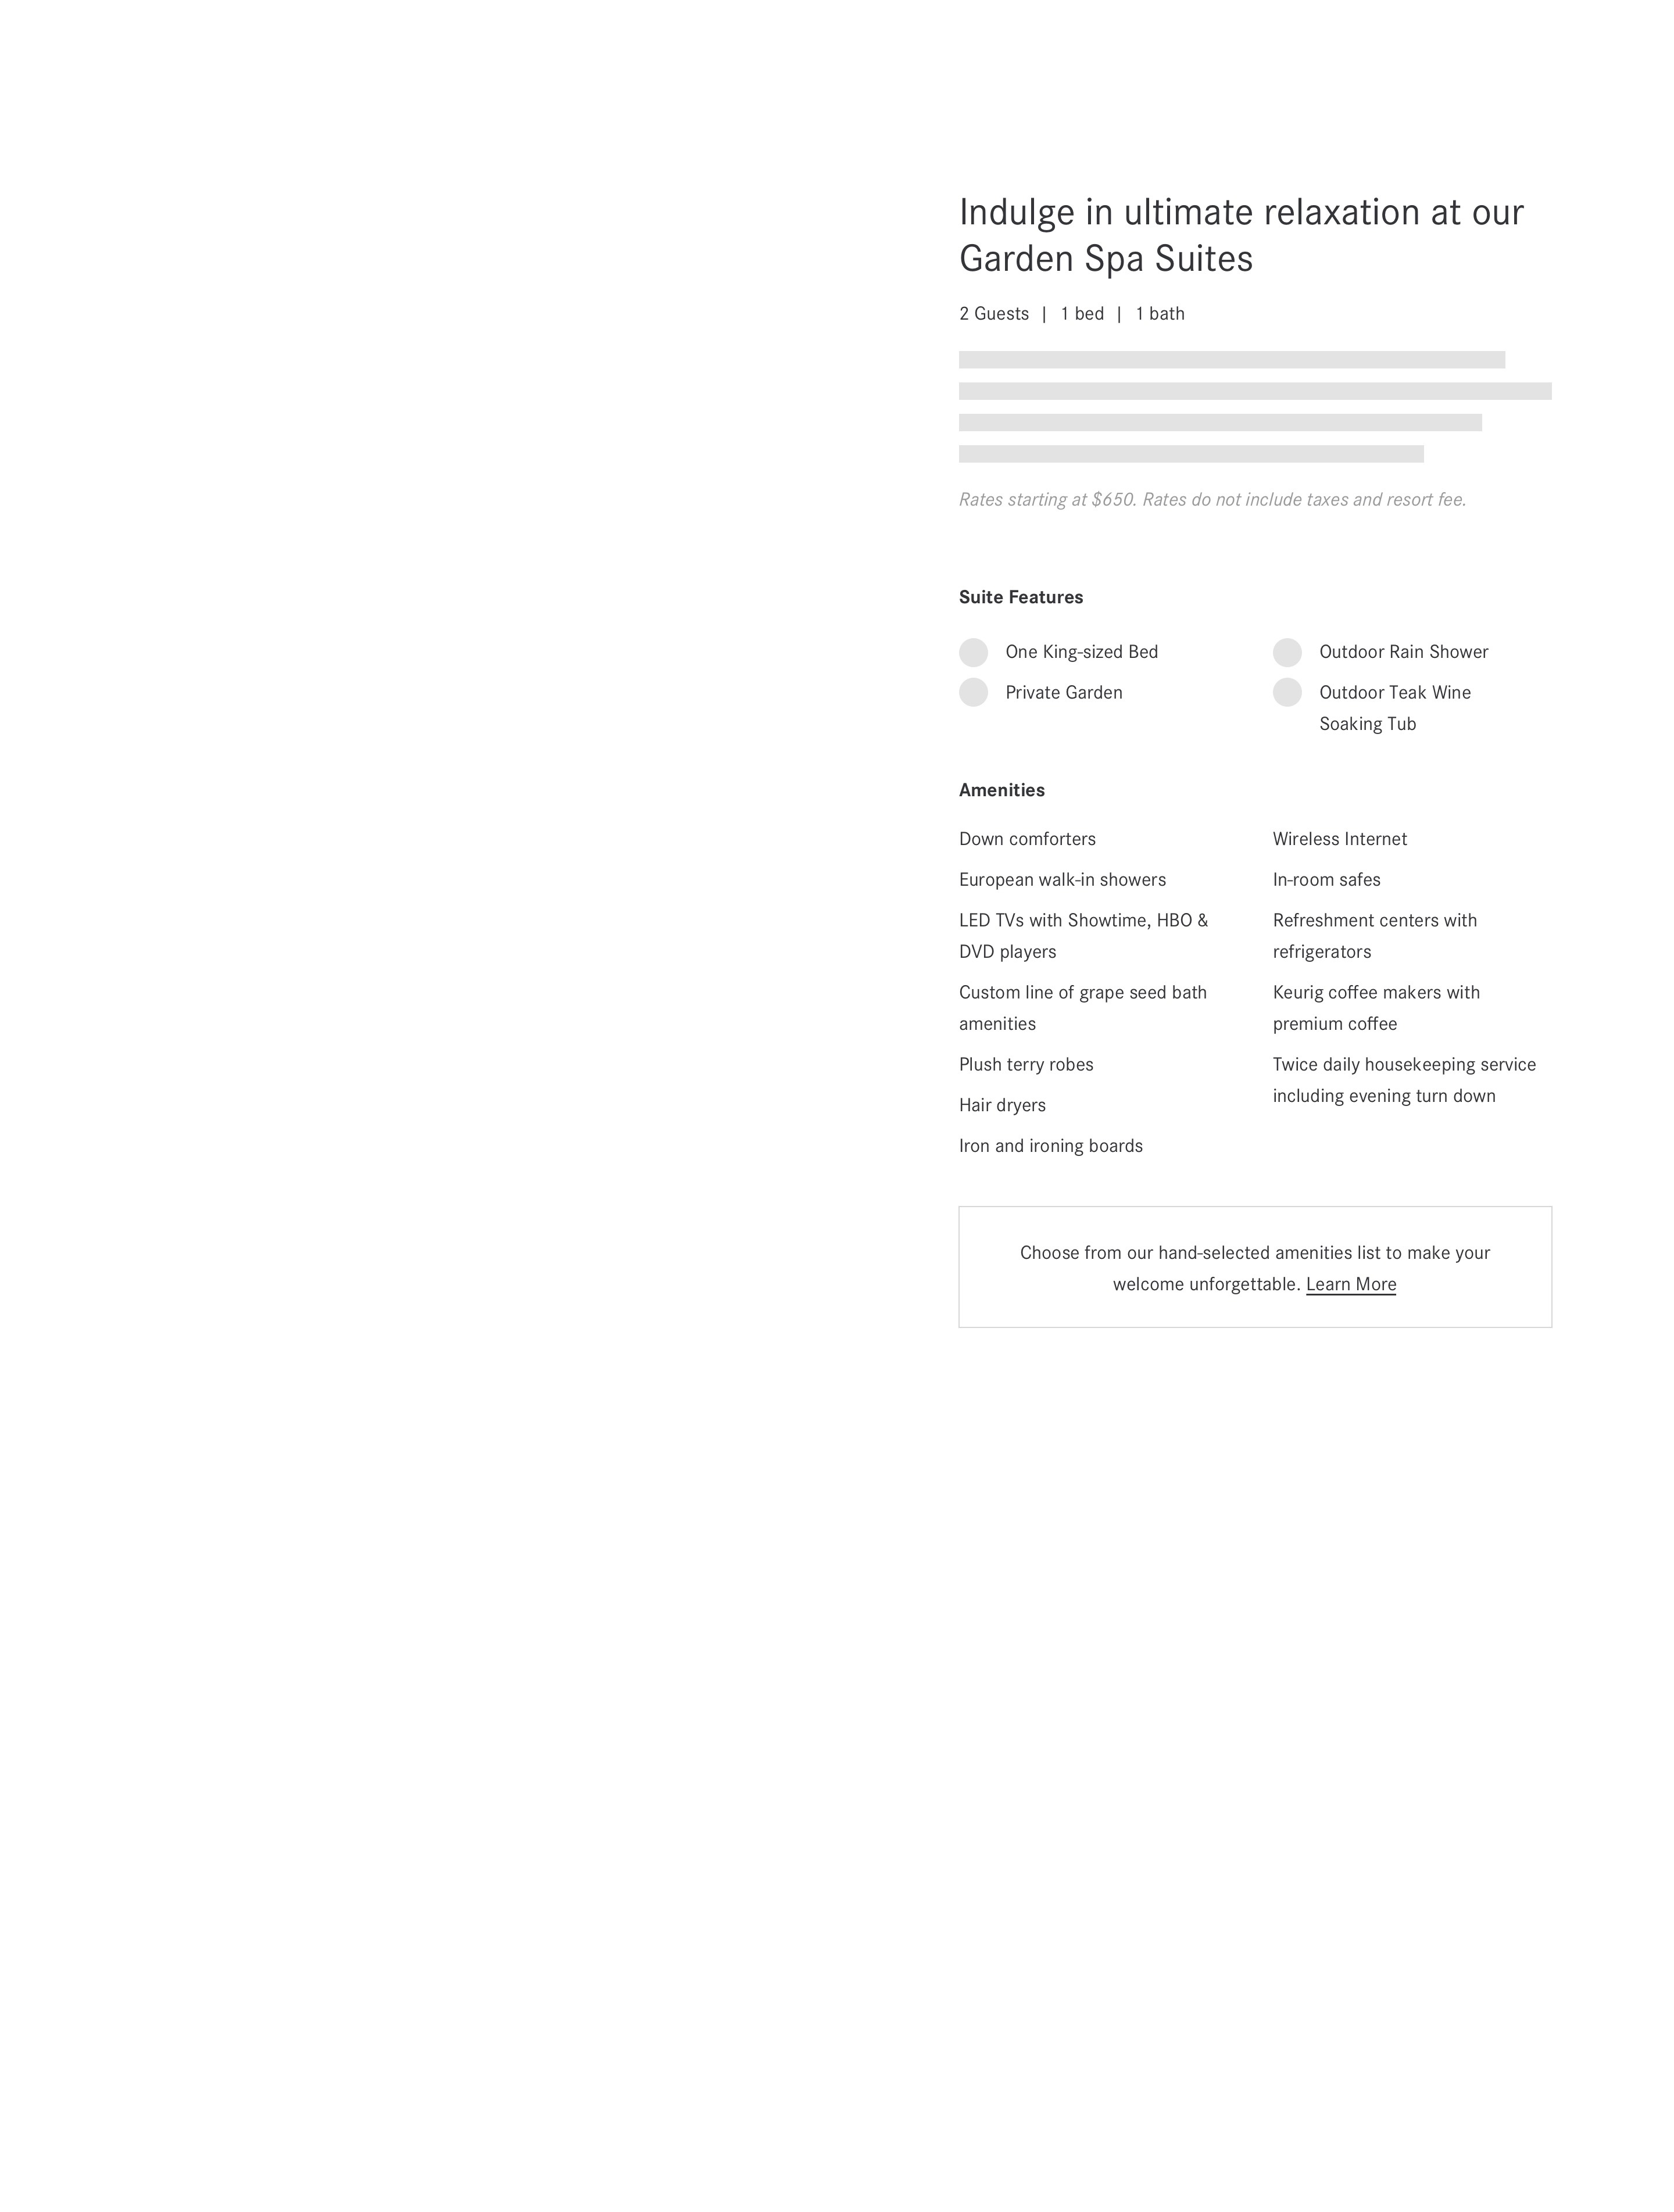 Indulge in ultimate relaxation at our
Garden Spa Suites
2 Guests | 1 bed | 1 bath
Rates starting at $650. Rates do not include taxes and resort fee.
Suite Features
One King-sized Bed
Private Garden
Outdoor Rain Shower
Outdoor Teak Wine
Soaking Tub
Amenities
Down comforters
European walk-in showers
LED TVs with Showtime, HBO &
DVD players
Custom line of grape seed bath
amenities
Plush terry robes
Hair dryers
Iron and ironing boards
Wireless Internet
In-room safes
Refreshment centers with
refrigerators
Keurig coffee makers with
premium coffee
Twice daily housekeeping service
including evening turn down
Choose from our hand-selected amenities list to make your
welcome unforgettable. Learn More